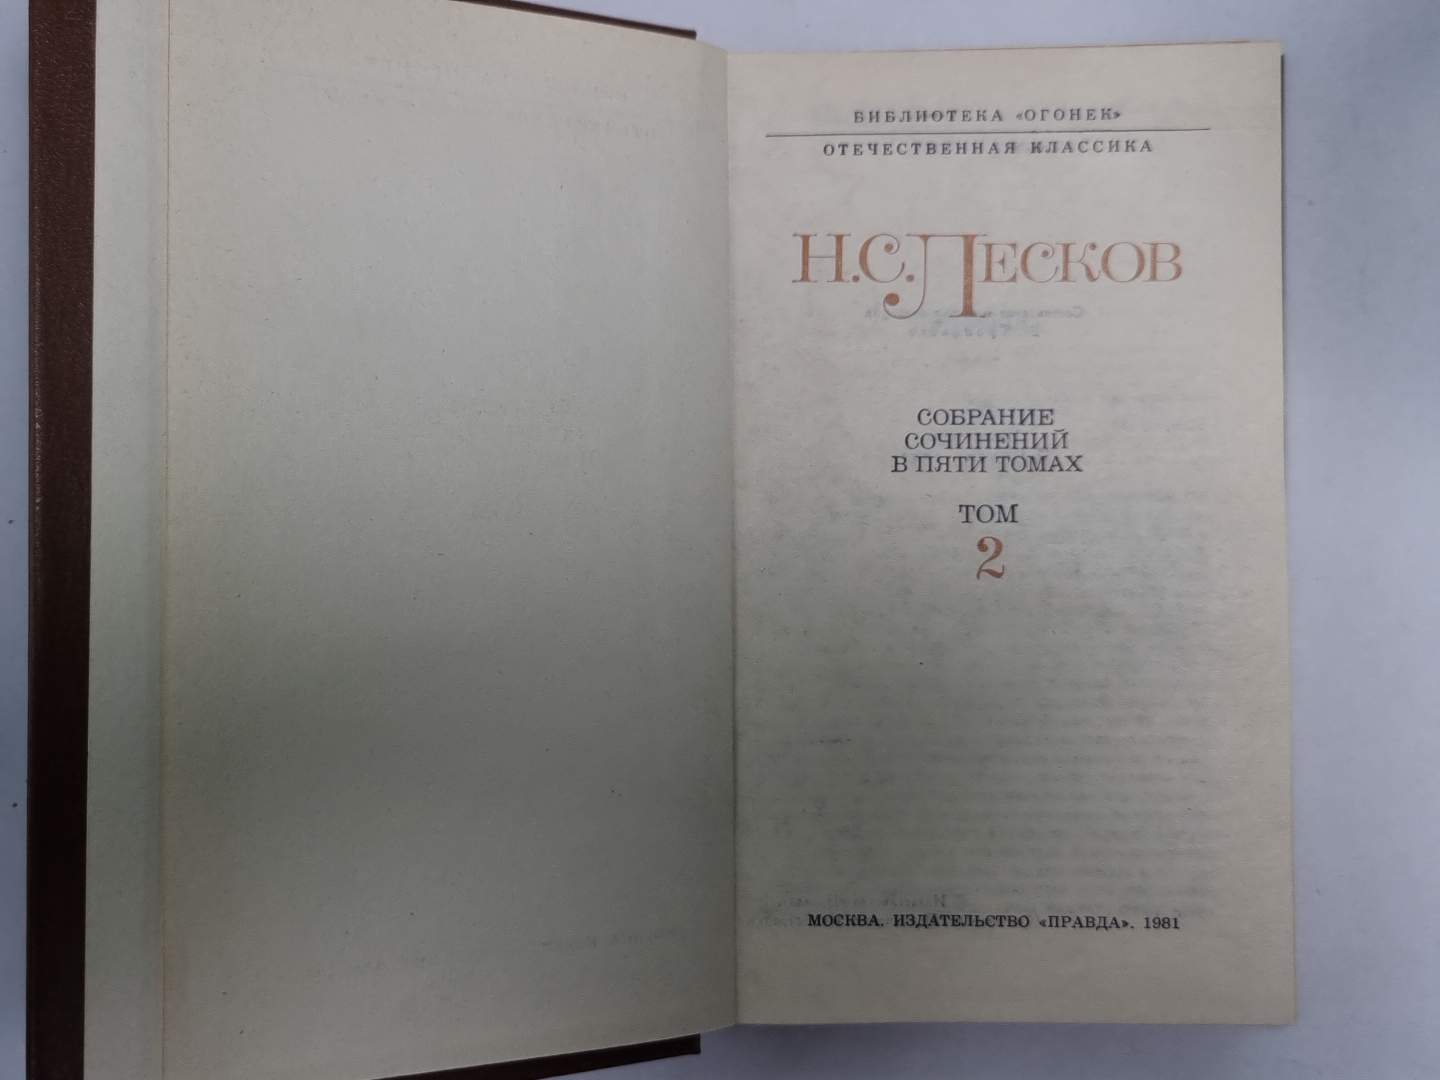 БИБЛИОТЕКА «ОГОНЕК»
ОТЕЧЕСТВЕННАЯ КЛАССИКА
Н.С.ЛЕСКОВ
СОБРАНИЕ
СОЧИНЕНИЙ
В ПЯТИ ТОМАХ
ТОМ
2
МОСКВА. ИЗДАТЕЛЬСТВО «ПРАВДА». 1981